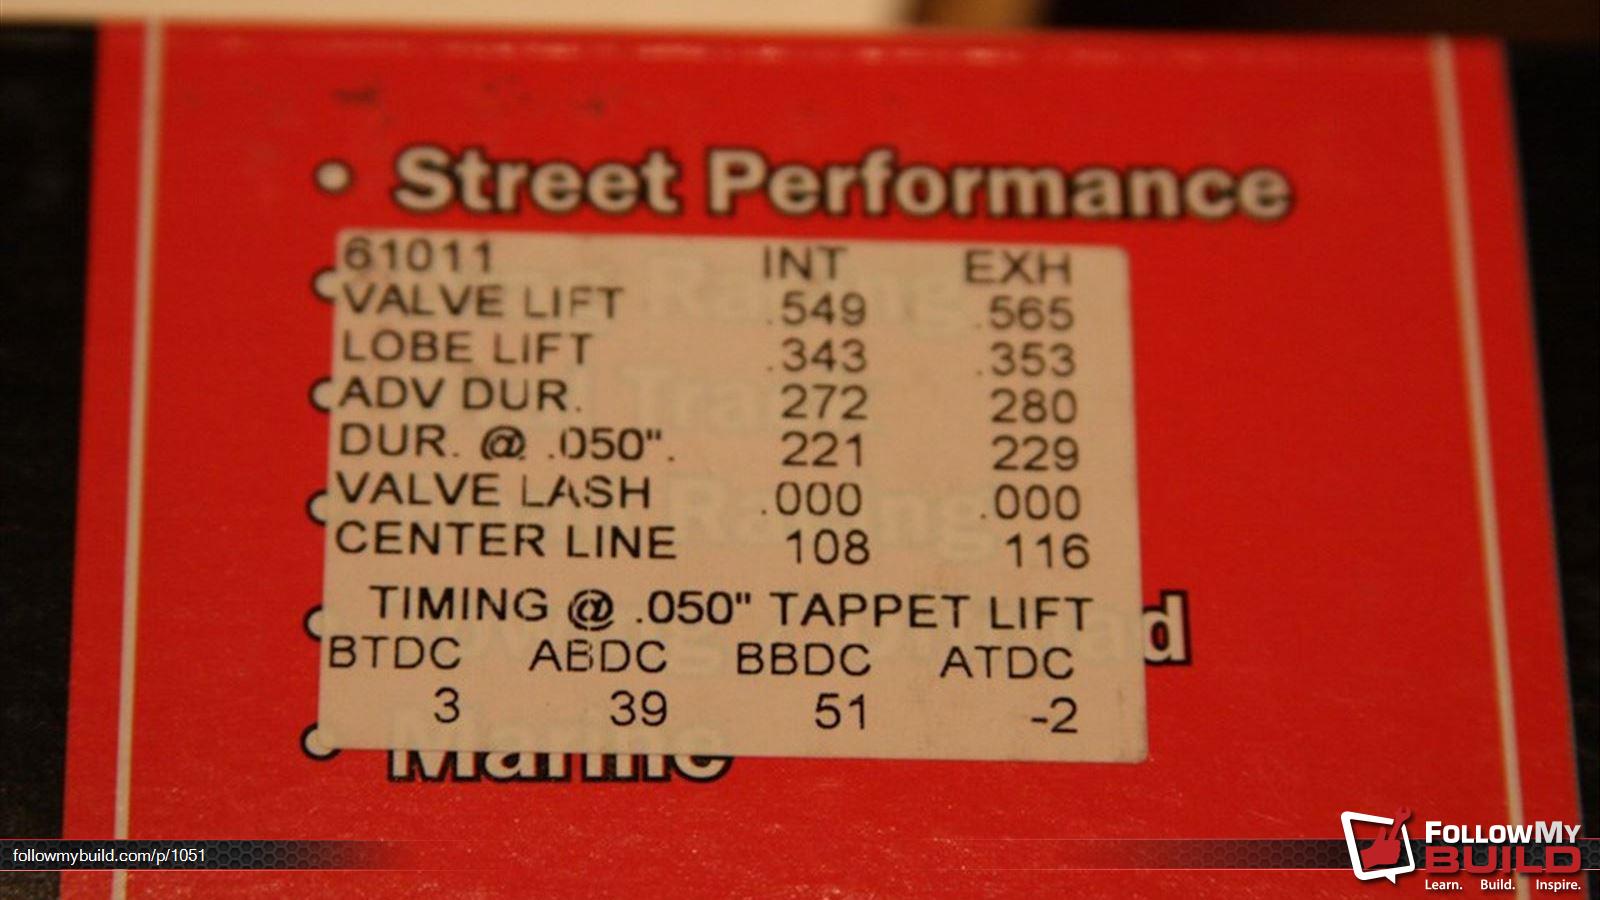 • Street Performance
61011 INT EXH
VALVE LIFT .549 .565
LOBE LIFT .343 .353
ADV DUR. 272 280
DUR. @ .050". 221 229
VALVE LASH .000 .000
CENTER LINE 108 116
TIMING @ .050" TAPPET LIFT
BTDC ABDC BBDC ATDC
3 39 51 -2
• Marine
followmybuild.com/p/1051
FOLLOWMY
BUILD
Learn. Build. Inspire.